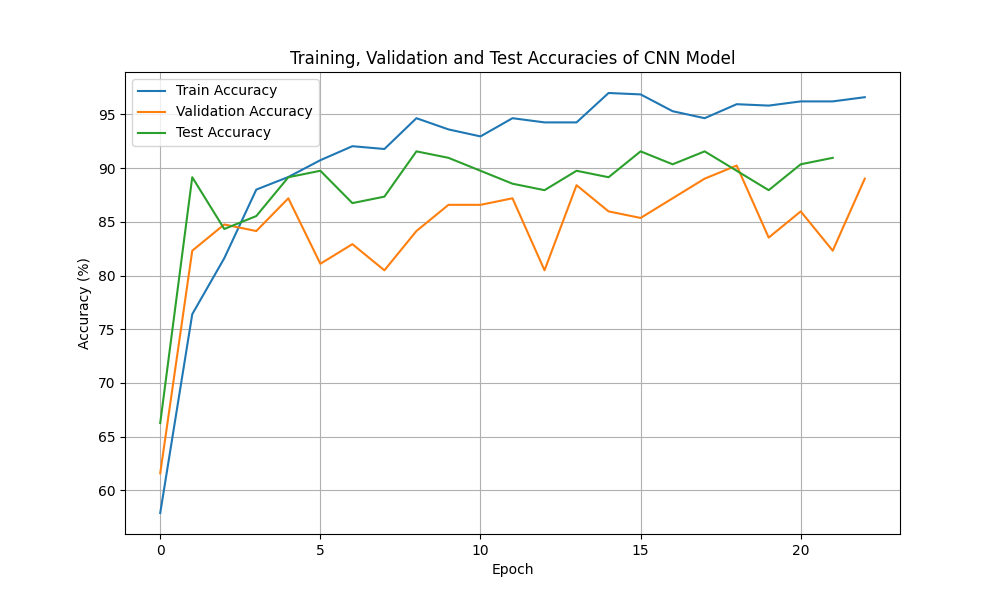 Training, Validation and Test Accuracies of CNN Model
Train Accuracy
Validation Accuracy
Test Accuracy
95
90
85
80
75
70
65
60
Accuracy (%)
0 5 10 15 20
Epoch